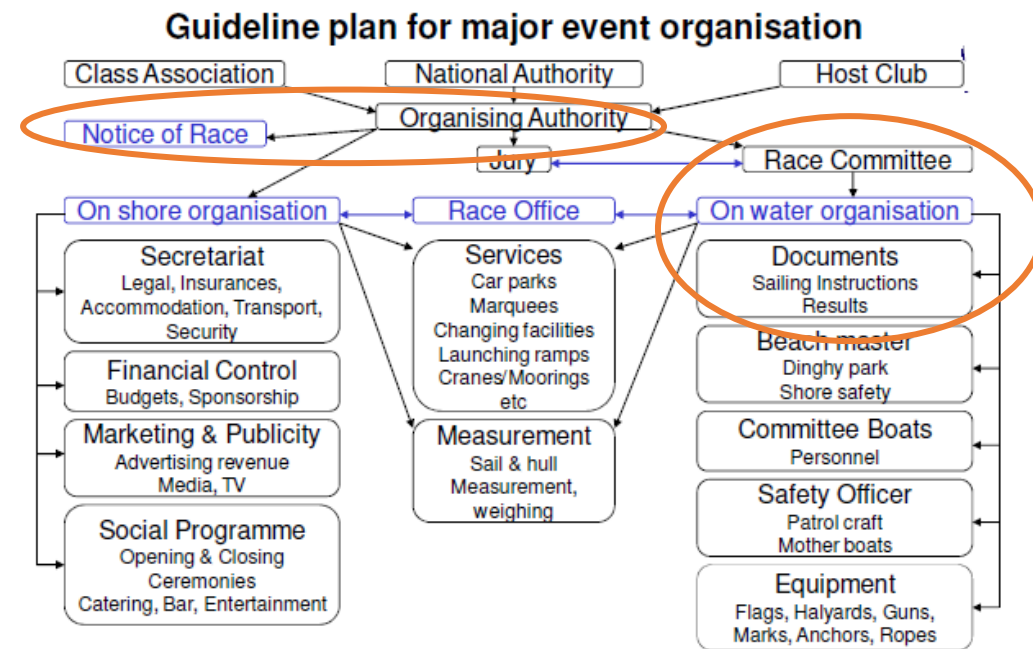 Guideline plan for major event organisation
Class Association
National Authority
Host Club
Organising Authority
Notice of Race
Jury
Race Committee
On shore organisation
Race Office
On water organisation
Secretariat
Legal, Insurances,
Accommodation, Transport,
Security
Financial Control
Budgets, Sponsorship
Marketing & Publicity
Advertising revenue
Media, TV
Social Programme
Opening & Closing
Ceremonies
Catering, Bar, Entertainment
Services
Car parks
Marquees
Changing facilities
Launching ramps
Cranes/Moorings
etc
Measurement
Sail & hull
Measurement,
weighing
Documents
Sailing Instructions
Results
Beach master
Dinghy park
Shore safety
Committee Boats
Personnel
Safety Officer
Patrol craft
Mother boats
Equipment
Flags, Halyards, Guns,
Marks, Anchors, Ropes